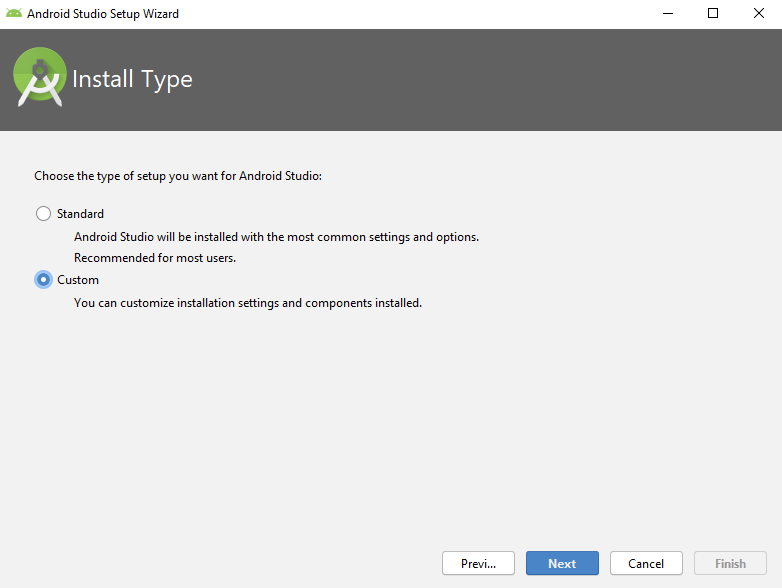 Android Studio Setup Wizard
Install Type
Choose the type of setup you want for Android Studio:
Standard
Android Studio will be installed with the most common settings and options.
Recommended for most users.
Custom
You can customize installation settings and components installed.
Previ... Next Cancel Finish